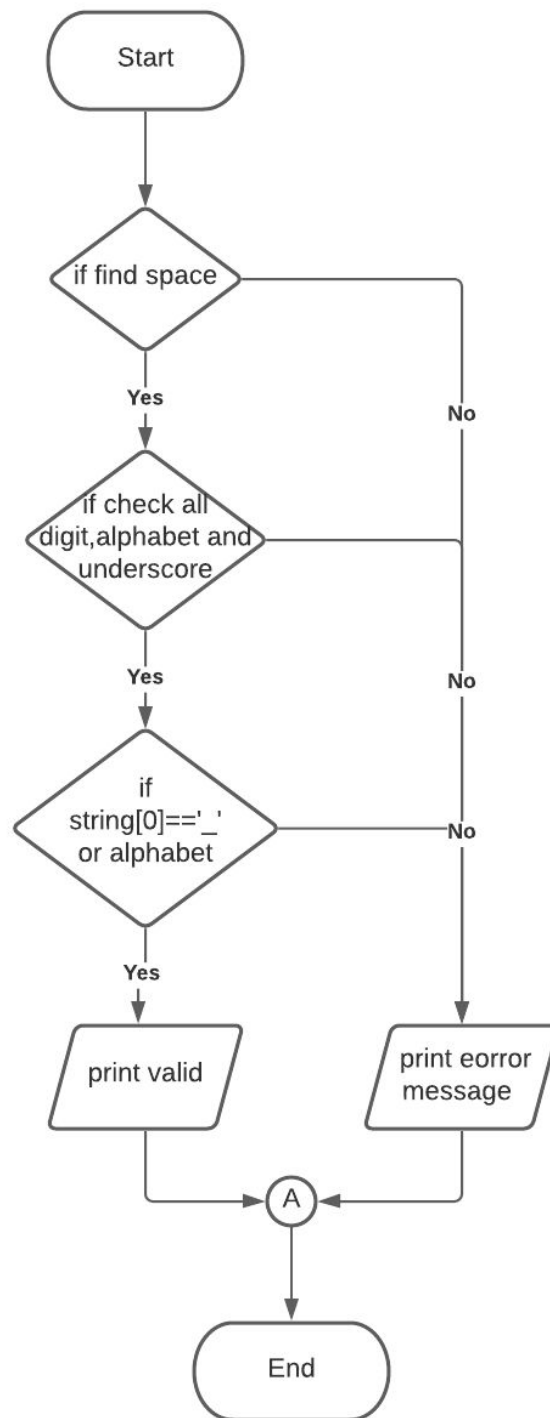 Start
if find space
Yes
No
if check all
digit,alphabet and
underscore
Yes
No
if
string[0]=='_'
or alphabet
No
Yes
print valid
print eorror
message
A
End